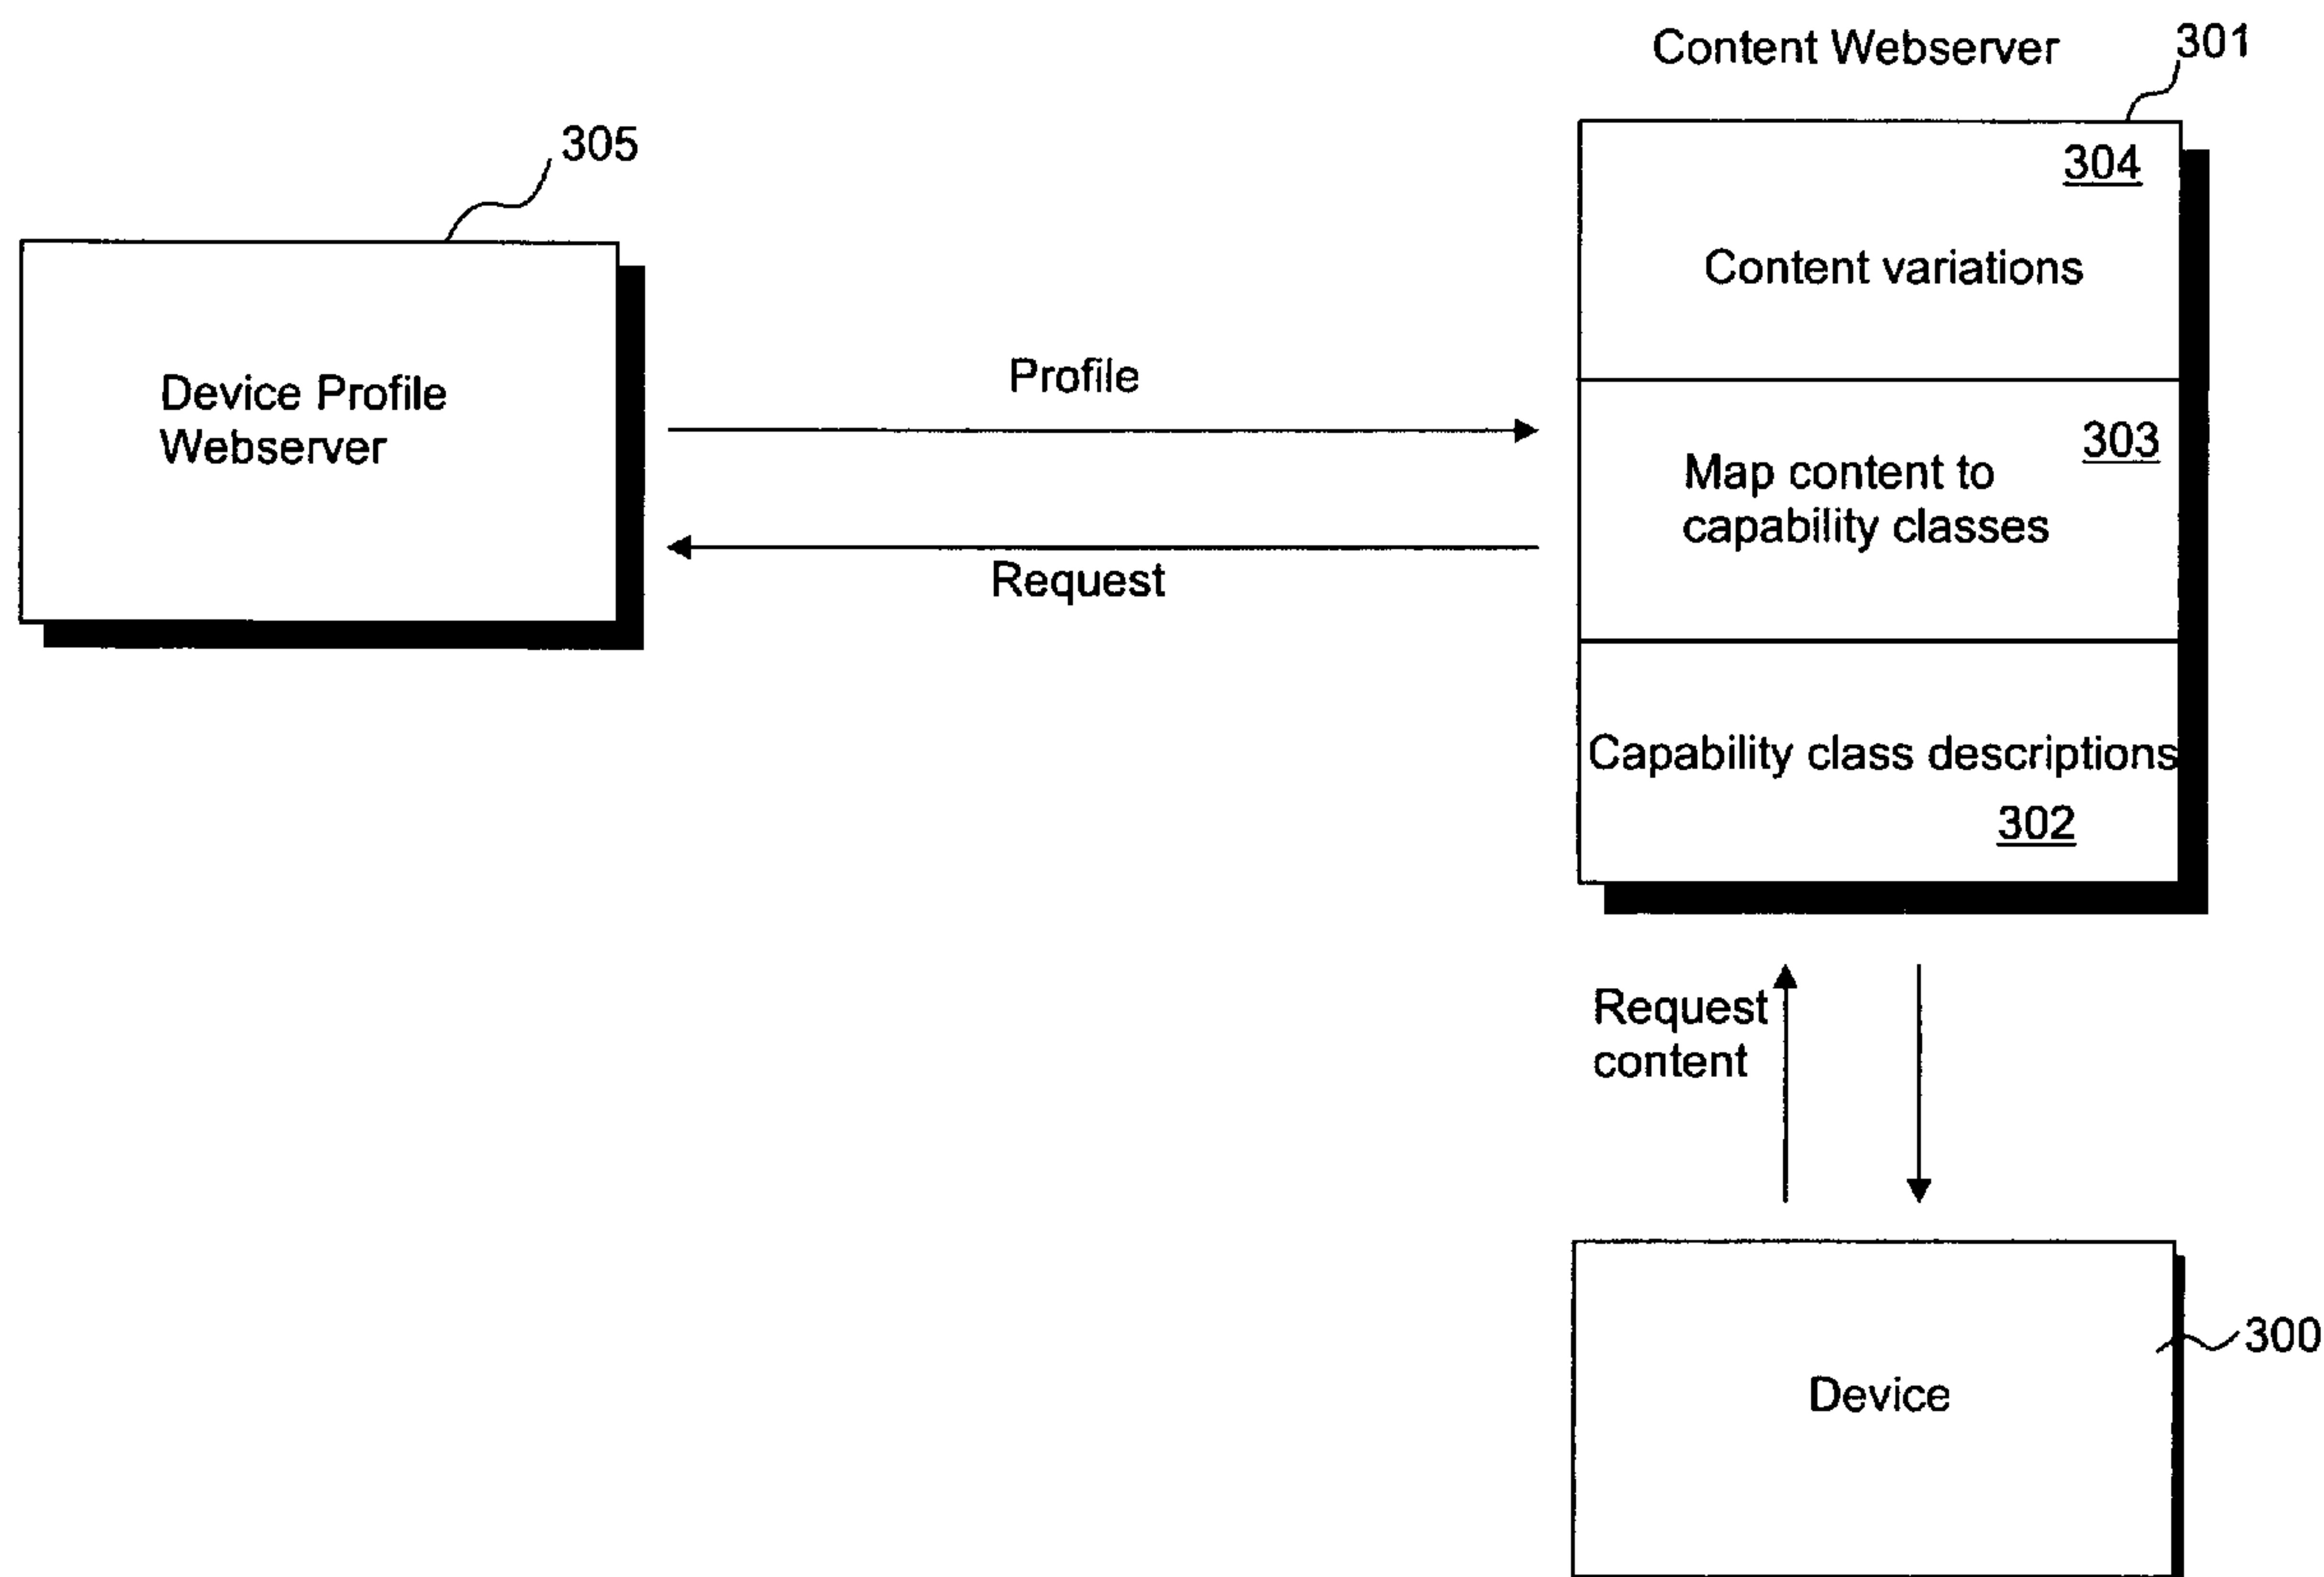 Content Webserver
301
305
304
Content variations
Device Profile
Webserver
Profile
Request
303
Map content to
capability classes
Capability class descriptions
302
Request
content
Device
300